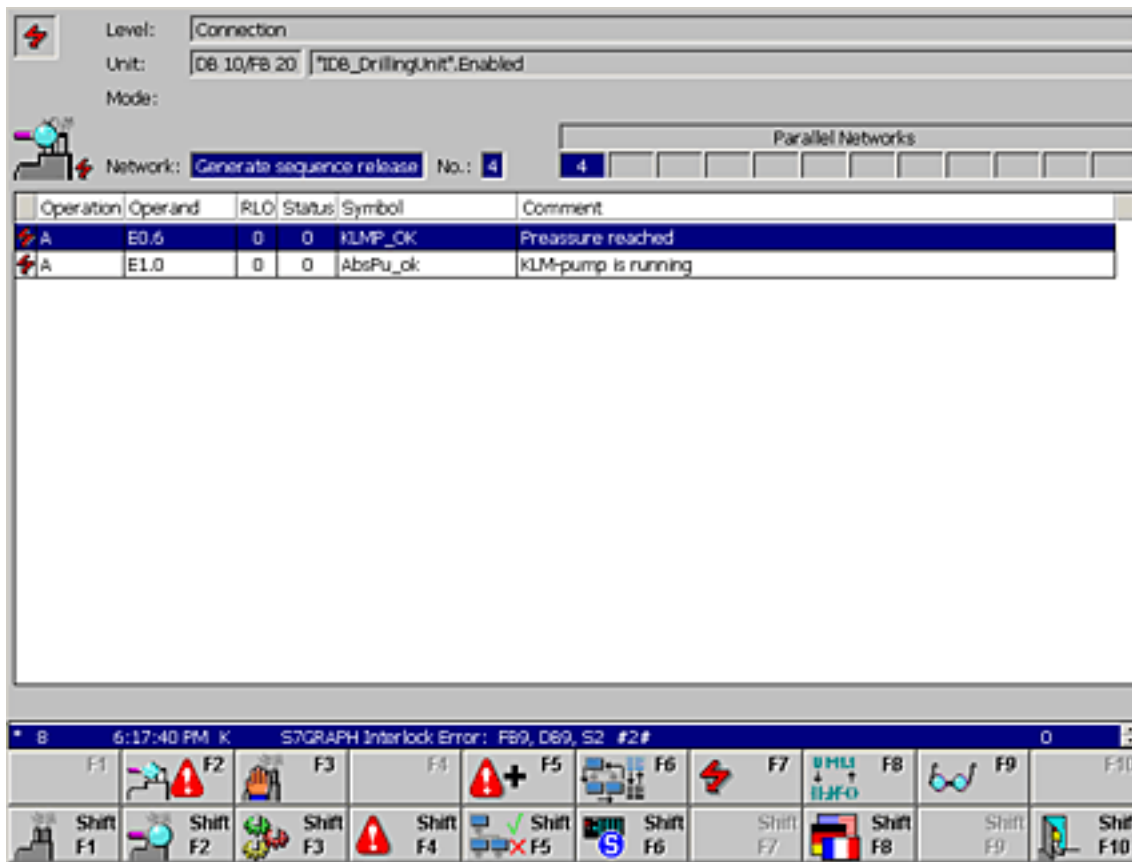 Level: Connection
Unit: DB 10/FB 20 "IDB_DrillingUnit".Enabled
Mode:
Parallel Networks
Network: Generate sequence release No.: 4 4
Operation Operand RLO Status Symbol Comment
A E0.6 0 0 KLMP_OK Preassure reached
A E1.0 0 0 AbsPu_ok KLM-pump is running
* 8 6:17:40 PM K S7GRAPH Interlock Error: FB9, DB9, S2 #2# 0
F1 F2 F3 F4 F5 F6 F7 F8 F9 F10
Shift Shift Shift Shift Shift Shift Shift Shift Shift Shift
F1 F2 F3 F4 F5 S F6 F7 F8 F9 F10